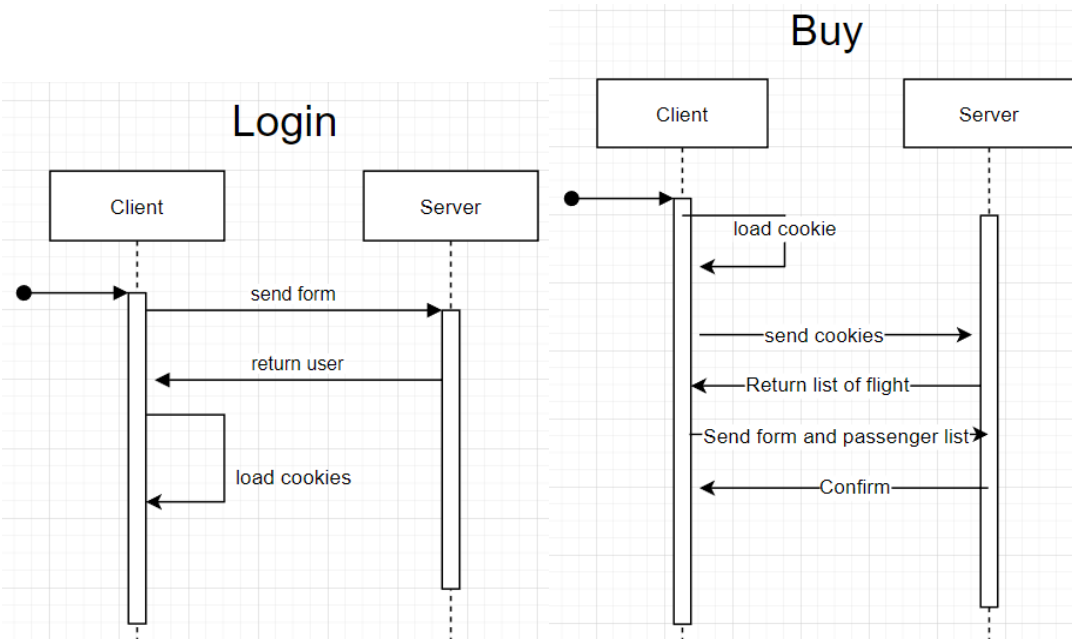 Login
Client
Server
send form
return user
load cookies
Buy
Client
Server
load cookie
send cookies
Return list of flight
Send form and passenger list
Confirm